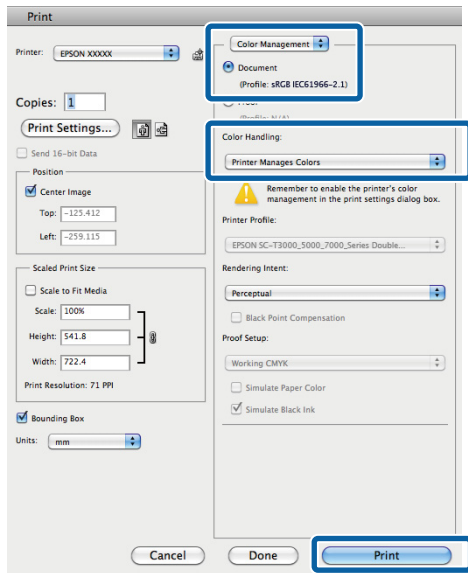 Print
Printer: EPSON XXXXX
Copies: 1
Print Settings...
Send 16-bit Data
Position
Center Image
Top: -125.412
Left: -259.115
Scaled Print Size
Scale to Fit Media
Scale: 100%
Height: 541.8
Width: 722.4
Print Resolution: 71 PPI
Bounding Box
Units: mm
Color Management
Document
(Profile: sRGB IEC61966-2.1)
Color Handling:
Printer Manages Colors
Remember to enable the printer's color
management in the print settings dialog box.
Printer Profile:
EPSON SC-T3000_5000_7000_Series Double...
Rendering Intent:
Perceptual
Black Point Compensation
Proof Setup:
Working CMYK
Simulate Paper Color
Simulate Black Ink
Cancel
Done
Print